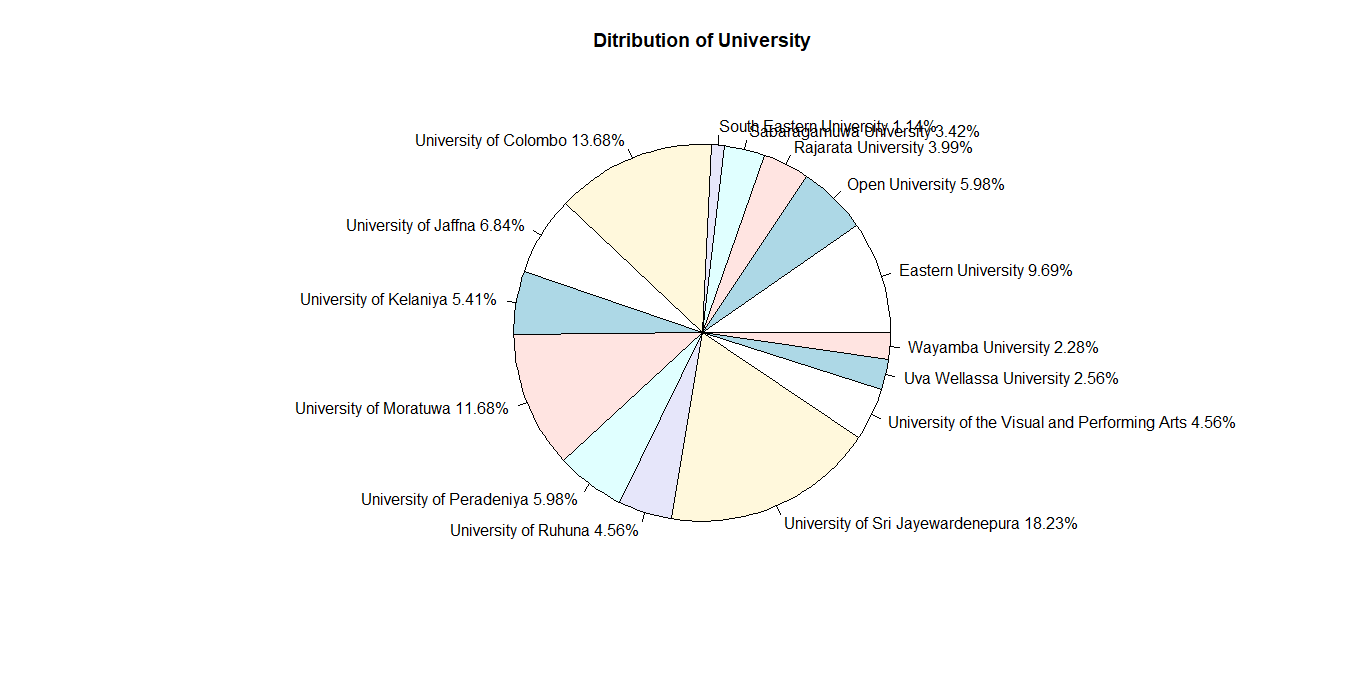 Ditribution of University
South Eastern University 1.14%
Sabaragamuwa University 3.42%
Rajarata University 3.99%
University of Colombo 13.68%
Open University 5.98%
University of Jaffna 6.84%
Eastern University 9.69%
University of Kelaniya 5.41%
Wayamba University 2.28%
Uva Wellassa University 2.56%
University of Moratuwa 11.68%
University of the Visual and Performing Arts 4.56%
University of Peradeniya 5.98%
University of Sri Jayewardenepura 18.23%
University of Ruhuna 4.56%